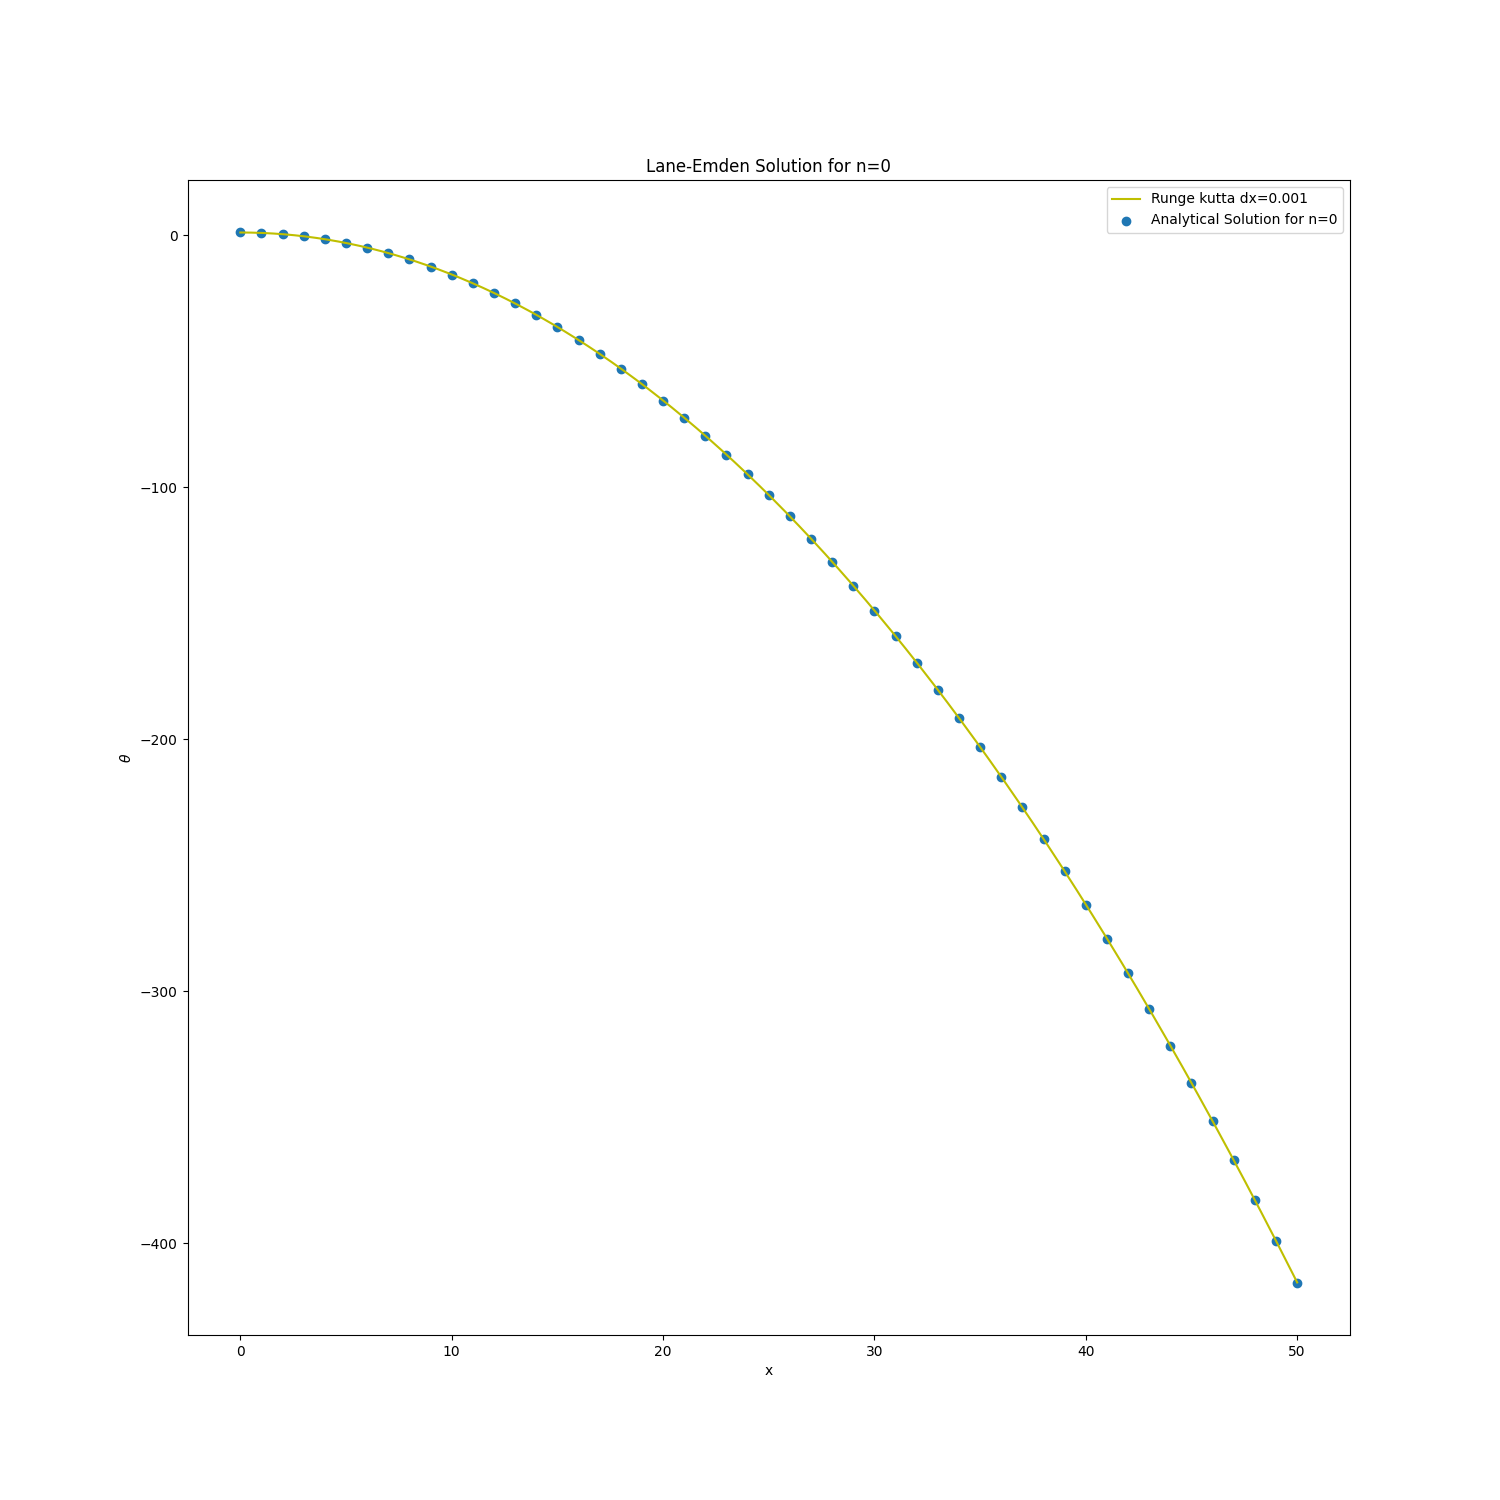 Lane-Emden Solution for n=0
Runge kutta dx=0.001
Analytical Solution for n=0
0
−100
−200
−300
−400
θ
0 10 20 30 40 50
x